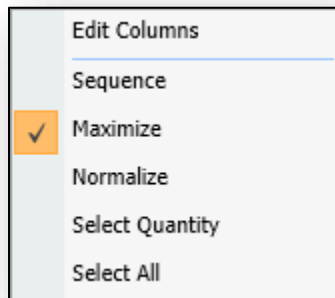 Edit Columns
Sequence
Maximize
Normalize
Select Quantity
Select All